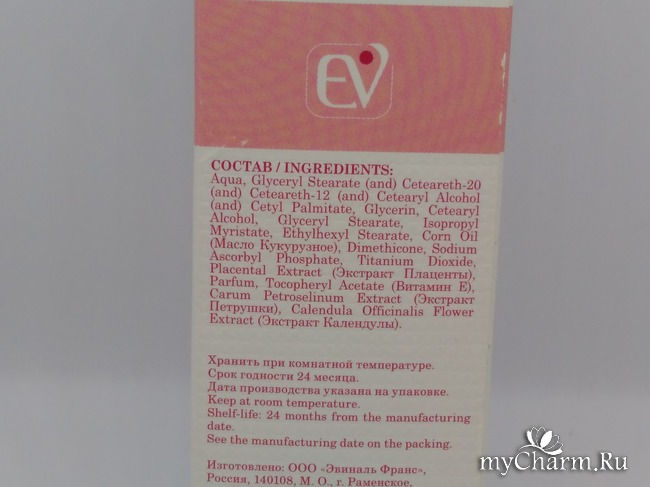 EV
СОСТАВ / INGREDIENTS:
Aqua, Glyceryl Stearate (and) Ceteareth-20
(and) Ceteareth-12 (and) Cetearyl Alcohol
(and) Cetyl Palmitate, Glycerin, Cetearyl
Alcohol, Glyceryl Stearate, Isopropyl
Myristate, Ethylhexyl Stearate, Corn Oil
(Масло Кукурузное), Dimethicone, Sodium
Ascorbyl Phosphate, Titanium Dioxide,
Placental Extract (Экстракт Плаценты),
Parfum, Tocopheryl Acetate (Витамин Е),
Carum Petroselinum Extract (Экстракт
Петрушки), Calendula Officinalis Flower
Extract (Экстракт Календулы).
Хранить при комнатной температуре.
Срок годности 24 месяца.
Дата производства указана на упаковке.
Keep at room temperature.
Shelf-life: 24 months from the manufacturing
date.
See the manufacturing date on the packing.
Изготовлено: ООО «Эвиналь Франс»,
Россия, 140108, М. О., г. Раменское,
myCharm.Ru